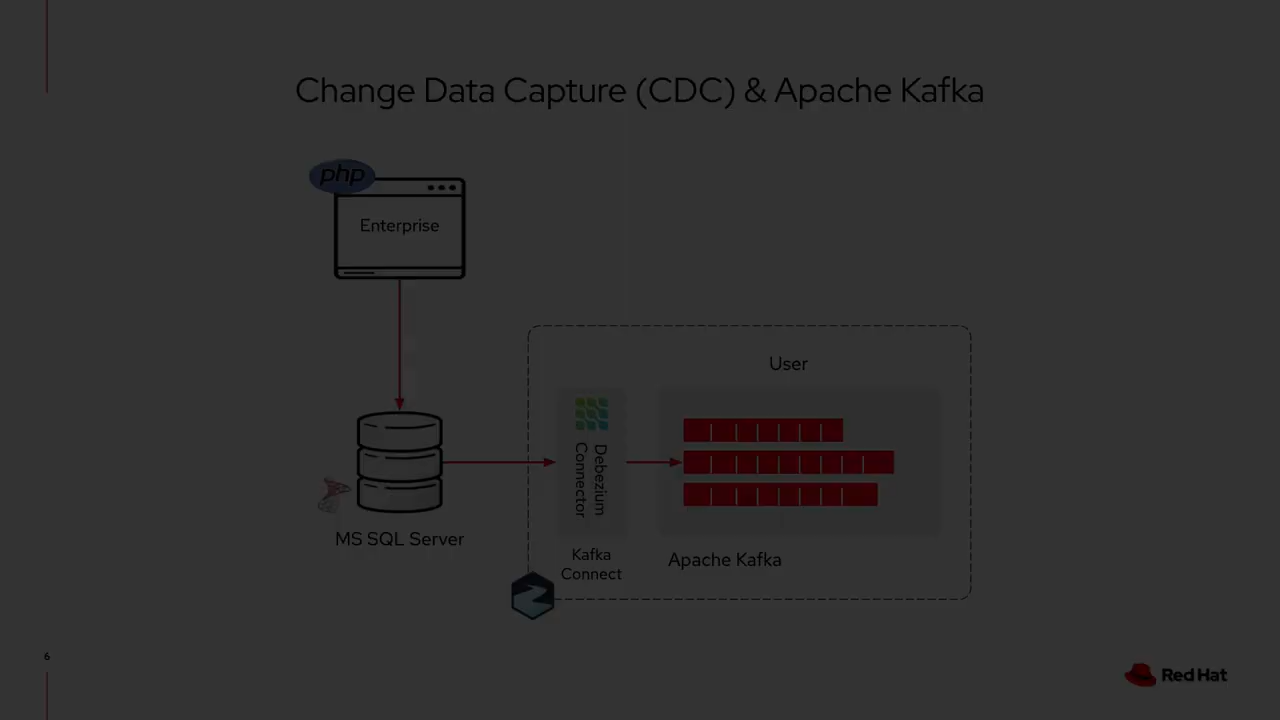 Change Data Capture (CDC) & Apache Kafka
php
Enterprise
User
Debezium
Connector
MS SQL Server
Kafka
Connect
Apache Kafka
6
Red Hat